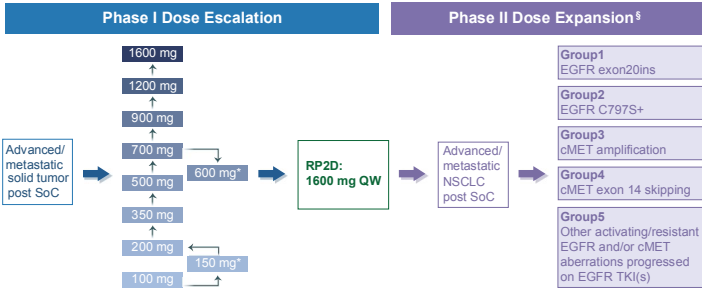 Phase I Dose Escalation
Phase II Dose Expansion§
Advanced/
metastatic
solid tumor
post SoC
1600 mg
1200 mg
900 mg
700 mg
600 mg*
500 mg
350 mg
200 mg
150 mg*
100 mg
RP2D:
1600 mg QW
Advanced/
metastatic
NSCLC
post SoC
Group1
EGFR exon20ins
Group2
EGFR C797S+
Group3
cMET amplification
Group4
cMET exon 14 skipping
Group5
Other activating/resistant
EGFR and/or cMET
aberrations progressed
on EGFR TKI(s)